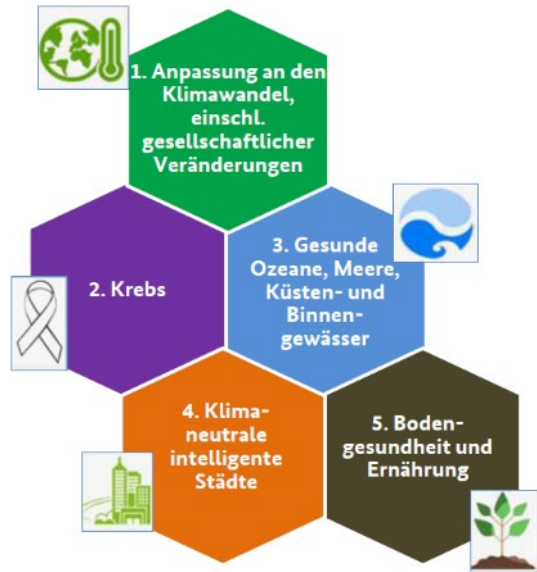 1. Anpassung an den
Klimawandel,
einschl.
gesellschaftlicher
Veränderungen
2. Krebs
3. Gesunde
Ozeane, Meere,
Küsten- und
Binnen-
gewässer
4. Klima-
neutrale
intelligente
Städte
5. Boden-
gesundheit und
Ernährung